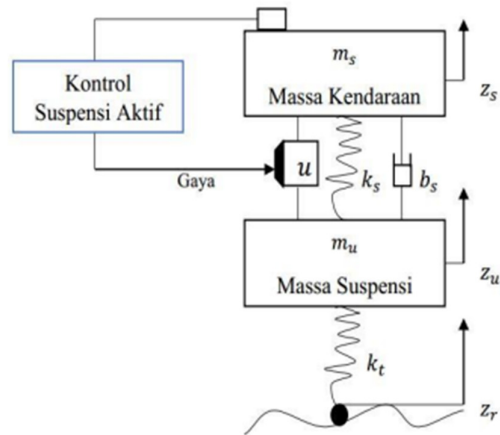 Kontrol
Suspensi Aktif
m_s
Massa Kendaraan
z_s
Gaya
u
k_s
b_s
m_u
Massa Suspensi
z_u
k_t
z_r